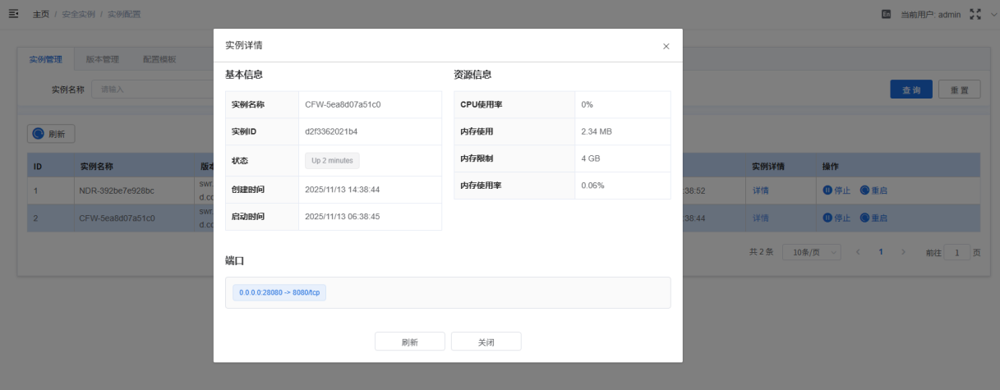 主页 / 安全实例 / 实例配置
En 当前用户: admin
实例管理 版本管理 配置模板
实例名称 请输入
查 询 重 置
刷新
ID 实例名称 版本 实例详情 操作
1 NDR-392be7e928bc swr. d.co :38:52 详情 停止 重启
2 CFW-5ea8d07a51c0 swr. d.co :38:44 详情 停止 重启
共 2 条 10条/页 1 前往 1 页
实例详情
基本信息
实例名称 CFW-5ea8d07a51c0
实例ID d2f3362021b4
状态 Up 2 minutes
创建时间 2025/11/13 14:38:44
启动时间 2025/11/13 06:38:45
资源信息
CPU使用率 0%
内存使用 2.34 MB
内存限制 4 GB
内存使用率 0.06%
端口
0.0.0.0:28080 -> 8080/tcp
刷新 关闭